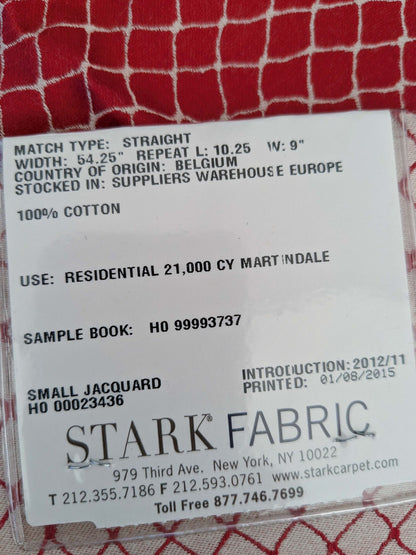 MATCH TYPE: STRAIGHT
WIDTH: 54.25" REPEAT L: 10.25 W: 9"
COUNTRY OF ORIGIN: BELGIUM
STOCKED IN: SUPPLIERS WAREHOUSE EUROPE
100% COTTON
USE: RESIDENTIAL 21,000 CY MARTINDALE
SAMPLE BOOK: HO 99993737
SMALL JACQUARD
HO 00023436
INTRODUCTION: 2012/11
PRINTED: 01/08/2015
STARK® FABRIC
979 Third Ave. New York, NY 10022
T 212.355.7186 F 212.593.0761 www.starkcarpet.com
Toll Free 877.746.7699